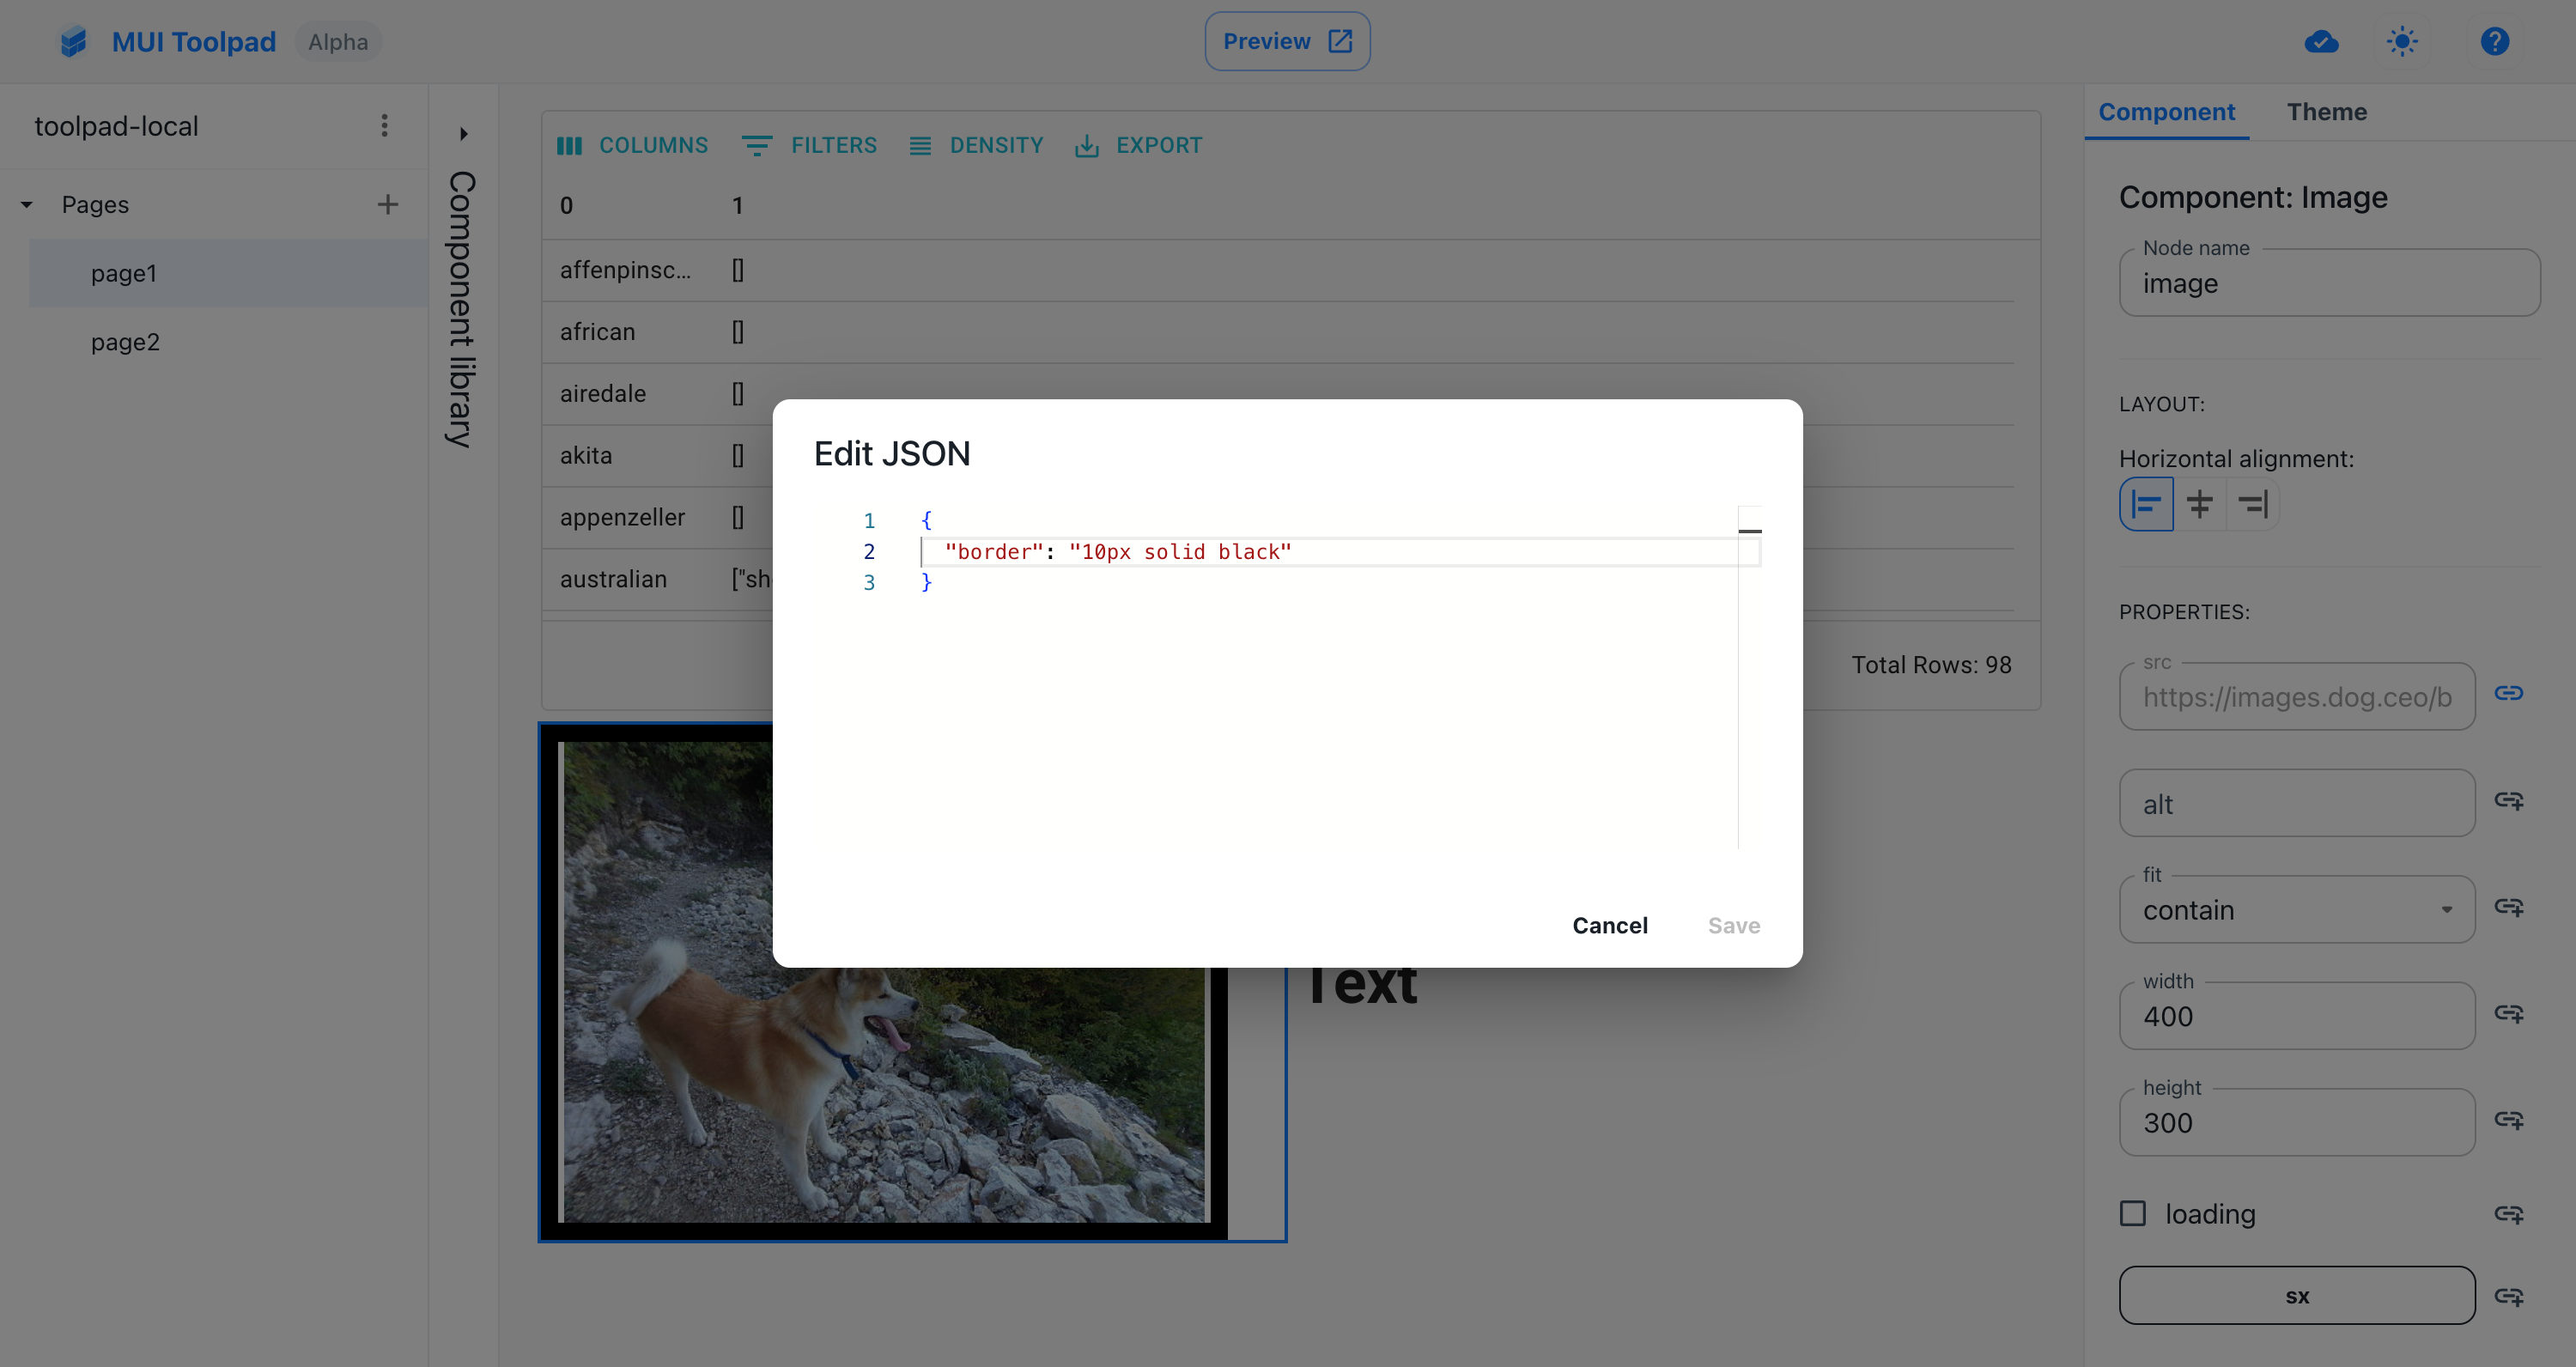 MUI Toolpad Alpha
Preview
toolpad-local
Pages
page1
page2
Component library
COLUMNS FILTERS DENSITY EXPORT
0 1
affenpinsc... []
african []
airedale []
akita []
appenzeller []
australian ["sh
Total Rows: 98
Text
Edit JSON
1 {
2 "border": "10px solid black"
3 }
Cancel Save
Component Theme
Component: Image
Node name
image
LAYOUT:
Horizontal alignment:
PROPERTIES:
src
https://images.dog.ceo/b
alt
fit
contain
width
400
height
300
loading
sx